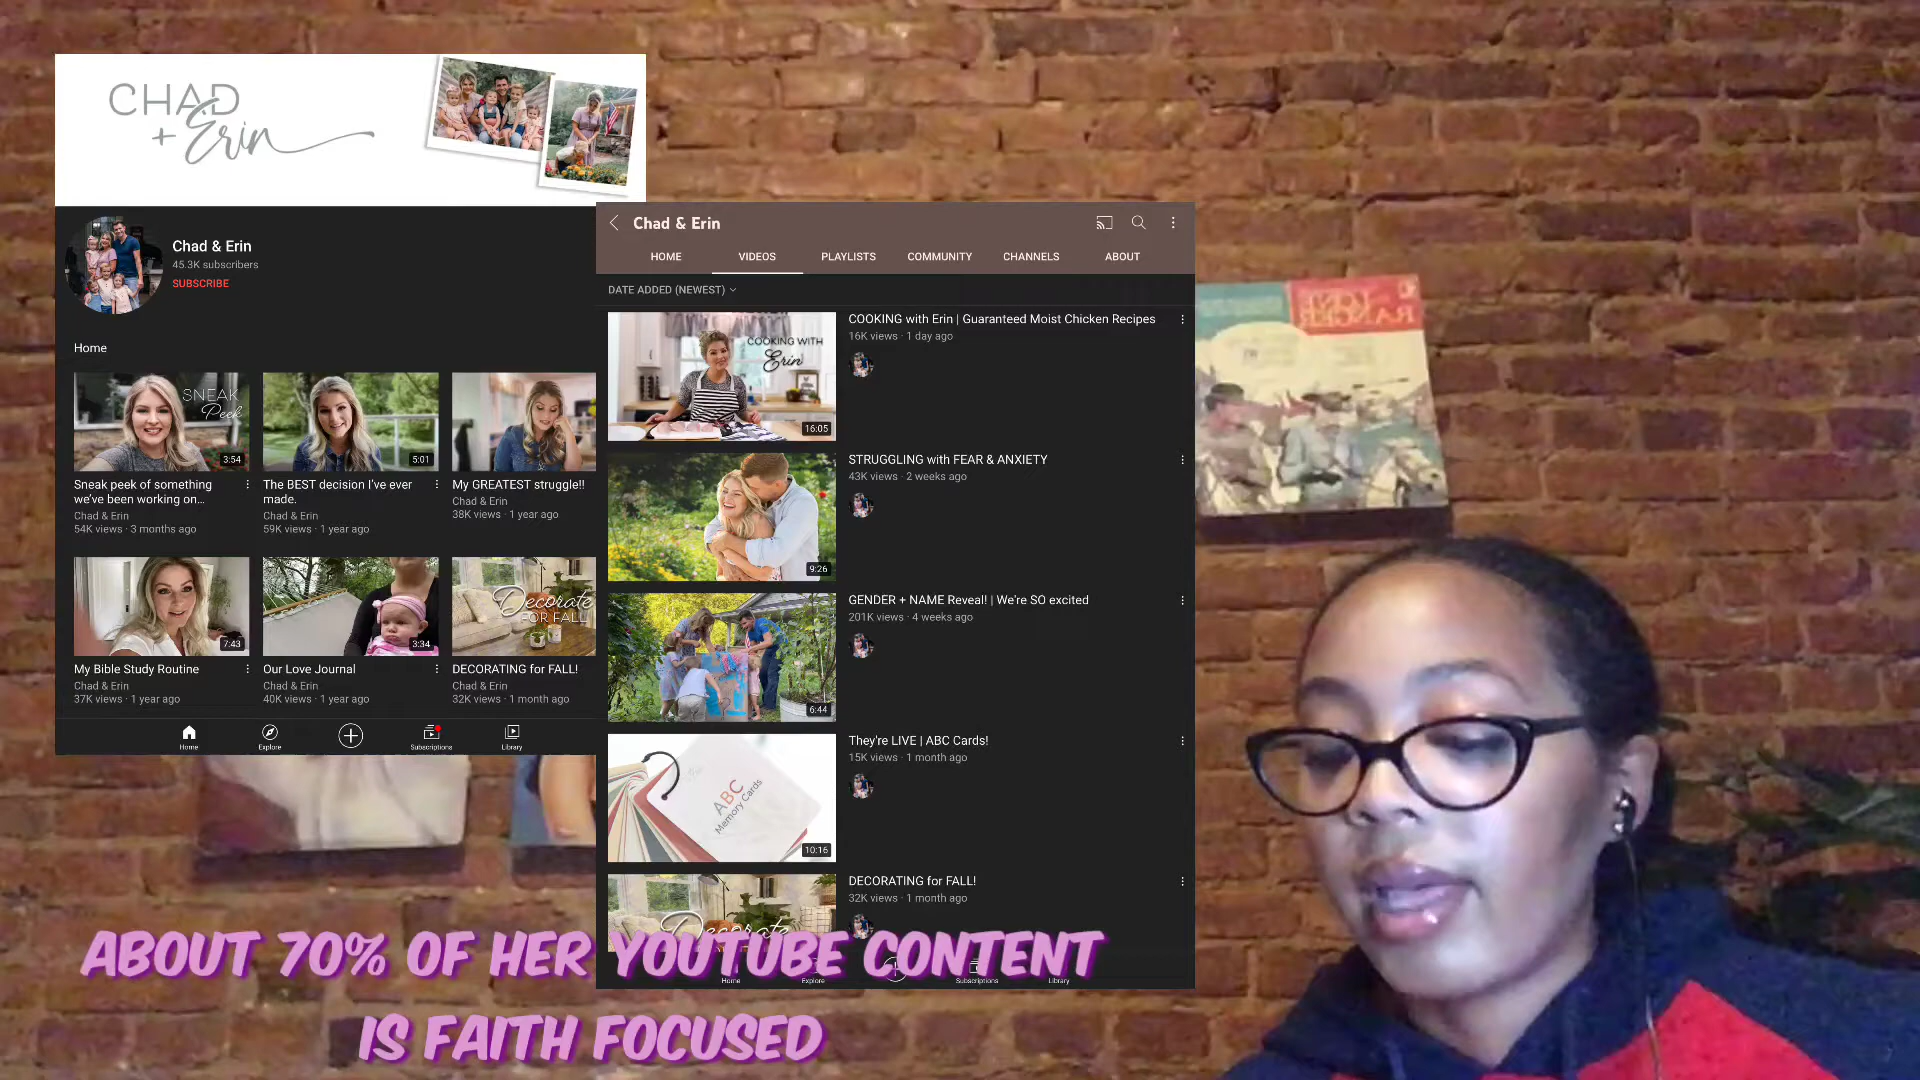 CHAD
+ Erin
Chad & Erin
45.3K subscribers
SUBSCRIBE
Home
SNEAK
Peek
3:54
Sneak peek of something
we've been working on...
Chad & Erin
54K views · 3 months ago
5:01
The BEST decision I've ever
made.
Chad & Erin
59K views · 1 year ago
My GREATEST struggle!!
Chad & Erin
38K views · 1 year ago
7:43
My Bible Study Routine
Chad & Erin
37K views · 1 year ago
3:34
Our Love Journal
Chad & Erin
40K views · 1 year ago
Decorate
FOR FALL
DECORATING for FALL!
Chad & Erin
32K views · 1 month ago
Home Explore Subscriptions Library
Chad & Erin
HOME VIDEOS PLAYLISTS COMMUNITY CHANNELS ABOUT
DATE ADDED (NEWEST)
COOKING WITH
Erin
16:05
COOKING with Erin | Guaranteed Moist Chicken Recipes
16K views · 1 day ago
9:26
STRUGGLING with FEAR & ANXIETY
43K views · 2 weeks ago
6:44
GENDER + NAME Reveal! | We're SO excited
201K views · 4 weeks ago
ABC
Memory Cards
10:16
They're LIVE | ABC Cards!
15K views · 1 month ago
Decorate
DECORATING for FALL!
32K views · 1 month ago
Home Explore Subscriptions Library
ABOUT 70% OF HER YOUTUBE CONTENT
IS FAITH FOCUSED